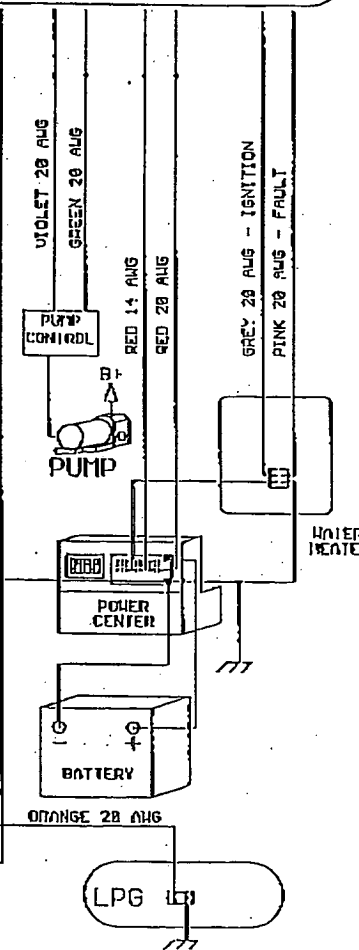 VIOLET 20 AWG
GREEN 20 AWG
RED 14 AWG
RED 20 AWG
GREY 20 AWG - IGNITION
PINK 20 AWG - FAULT
PUMP
CONTROL
B+
PUMP
WATER
HEATE
POWER
CENTER
- +
BATTERY
ORANGE 20 AWG
LPG